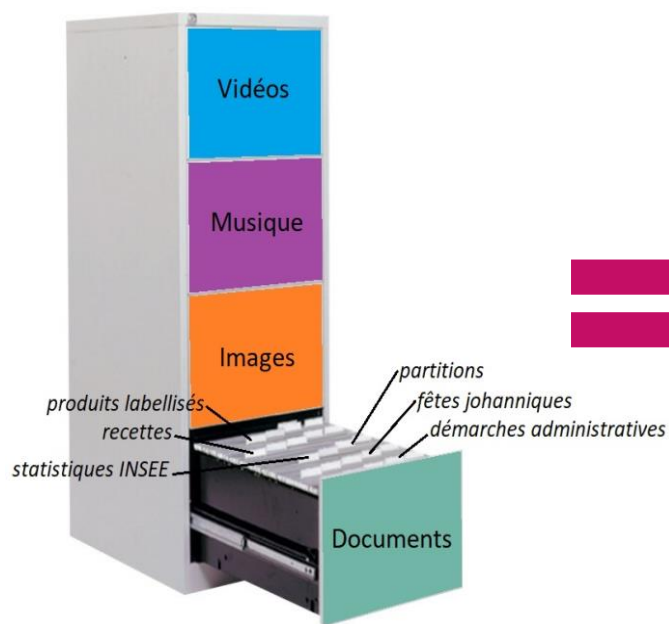 Vidéos
Musique
Images
partitions
produits labellisés
fêtes johanniques
recettes
démarches administratives
statistiques INSEE
Documents